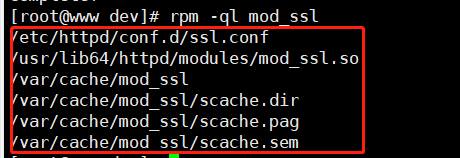 [root@www dev]# rpm -ql mod_ssl
/etc/httpd/conf.d/ssl.conf
/usr/lib64/httpd/modules/mod_ssl.so
/var/cache/mod_ssl
/var/cache/mod_ssl/scache.dir
/var/cache/mod_ssl/scache.pag
/var/cache/mod_ssl/scache.sem